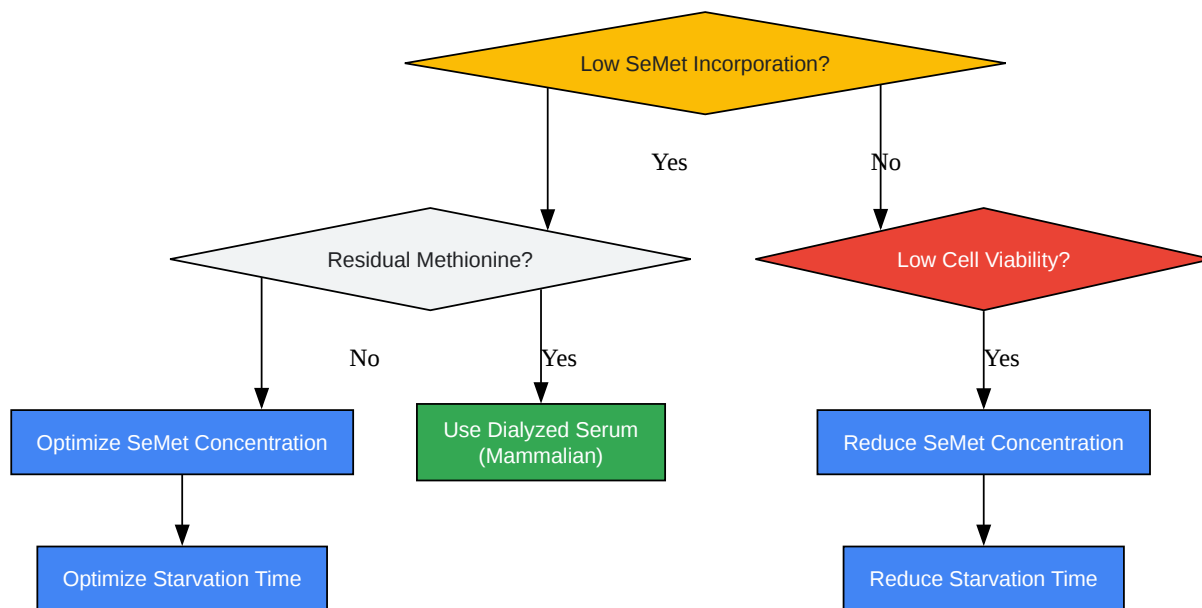 Low SeMet Incorporation?
Yes
No
Residual Methionine?
Low Cell Viability?
No
Yes
Yes
Optimize SeMet Concentration
Use Dialyzed Serum
(Mammalian)
Reduce SeMet Concentration
Optimize Starvation Time
Reduce Starvation Time